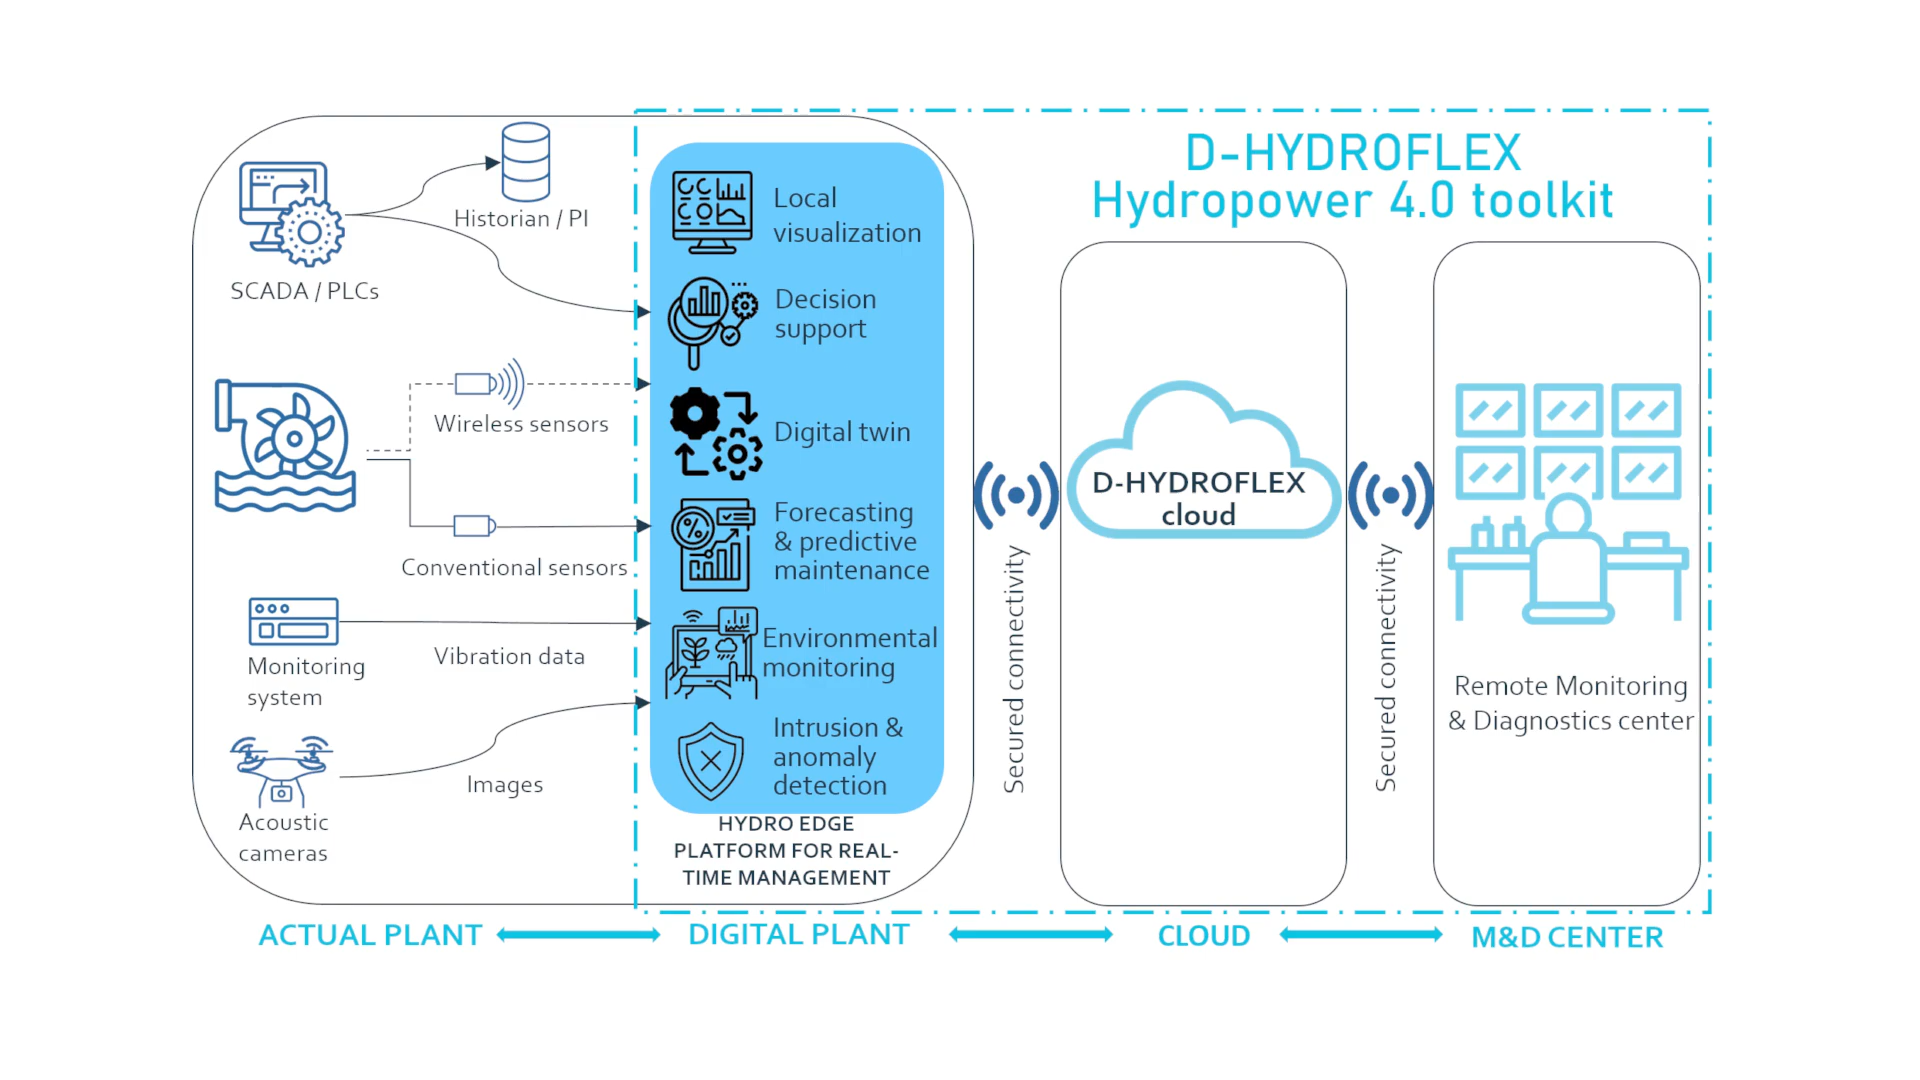 D-HYDROFLEX
Hydropower 4.0 toolkit
Historian / PI
SCADA / PLCs
Wireless sensors
Conventional sensors
Monitoring
system
Vibration data
Acoustic
cameras
Images
Local
visualization
Decision
support
Digital twin
Forecasting
& predictive
maintenance
Environmental
monitoring
Intrusion &
anomaly
detection
HYDRO EDGE
PLATFORM FOR REAL-
TIME MANAGEMENT
Secured connectivity
D-HYDROFLEX
cloud
Secured connectivity
Remote Monitoring
& Diagnostics center
ACTUAL PLANT
DIGITAL PLANT
CLOUD
M&D CENTER